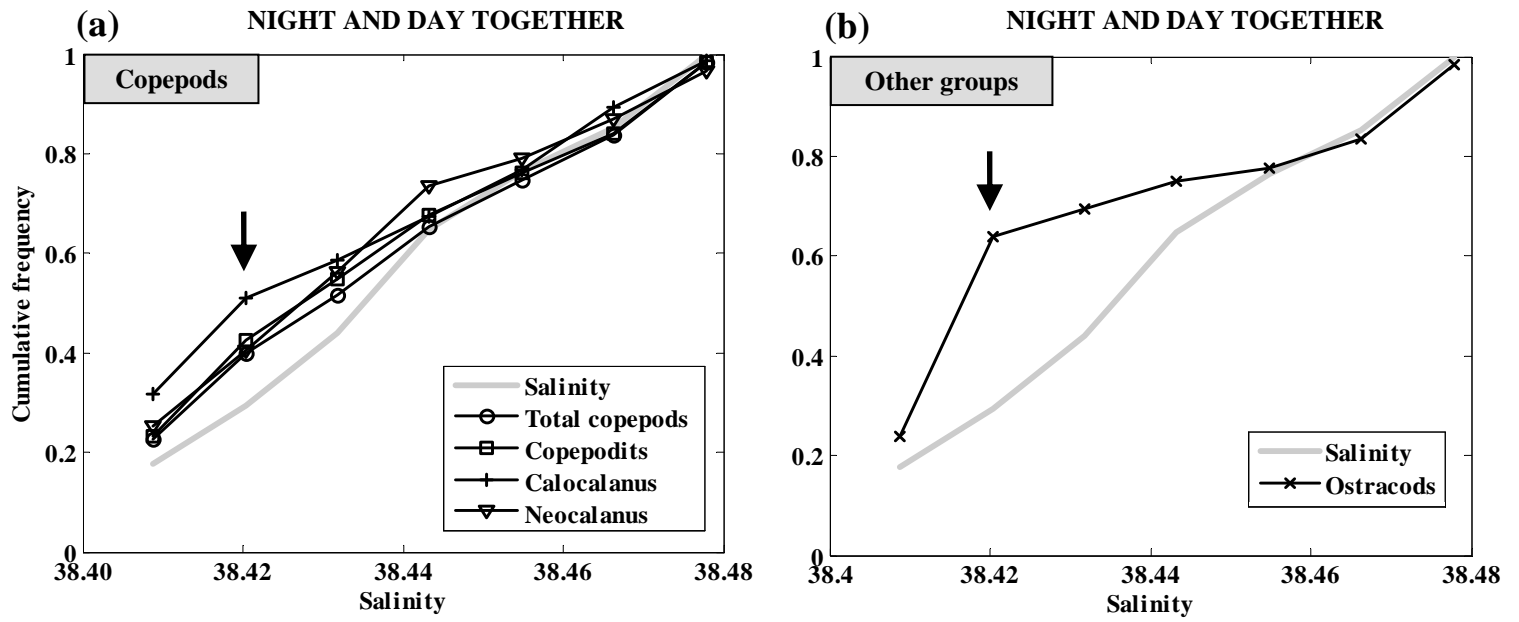 (a)
NIGHT AND DAY TOGETHER
Copepods
1
0.8
0.6
0.4
0.2
0
Cumulative frequency
38.40
38.42
38.44
38.46
38.48
Salinity
Salinity
Total copepods
Copepodits
Calocalanus
Neocalanus
(b)
NIGHT AND DAY TOGETHER
Other groups
1
0.8
0.6
0.4
0.2
0
38.4
38.42
38.44
38.46
38.48
Salinity
Salinity
Ostracods